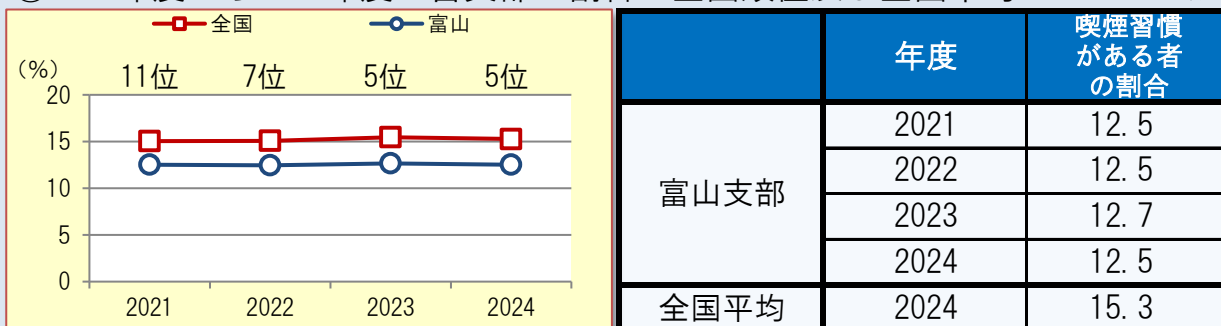 全国 富山
(%) 11位 7位 5位 5位
20
15
10
5
0
2021 2022 2023 2024
年度 喫煙習慣
がある者
の割合
富山支部
2021 12.5
2022 12.5
2023 12.7
2024 12.5
全国平均 2024 15.3